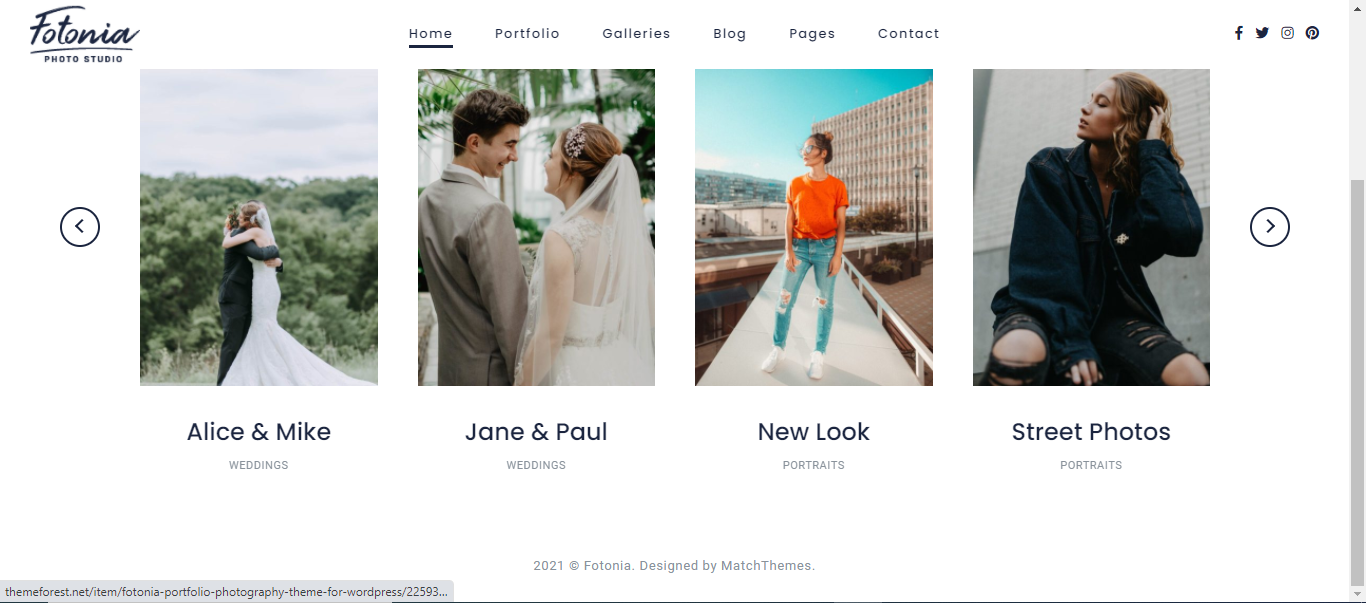 Fotonia
PHOTO STUDIO
Home Portfolio Galleries Blog Pages Contact
Alice & Mike Jane & Paul New Look Street Photos
WEDDINGS WEDDINGS PORTRAITS PORTRAITS
2021 © Fotonia. Designed by MatchThemes.
themeforest.net/item/fotonia-portfolio-photography-theme-for-wordpress/22593...